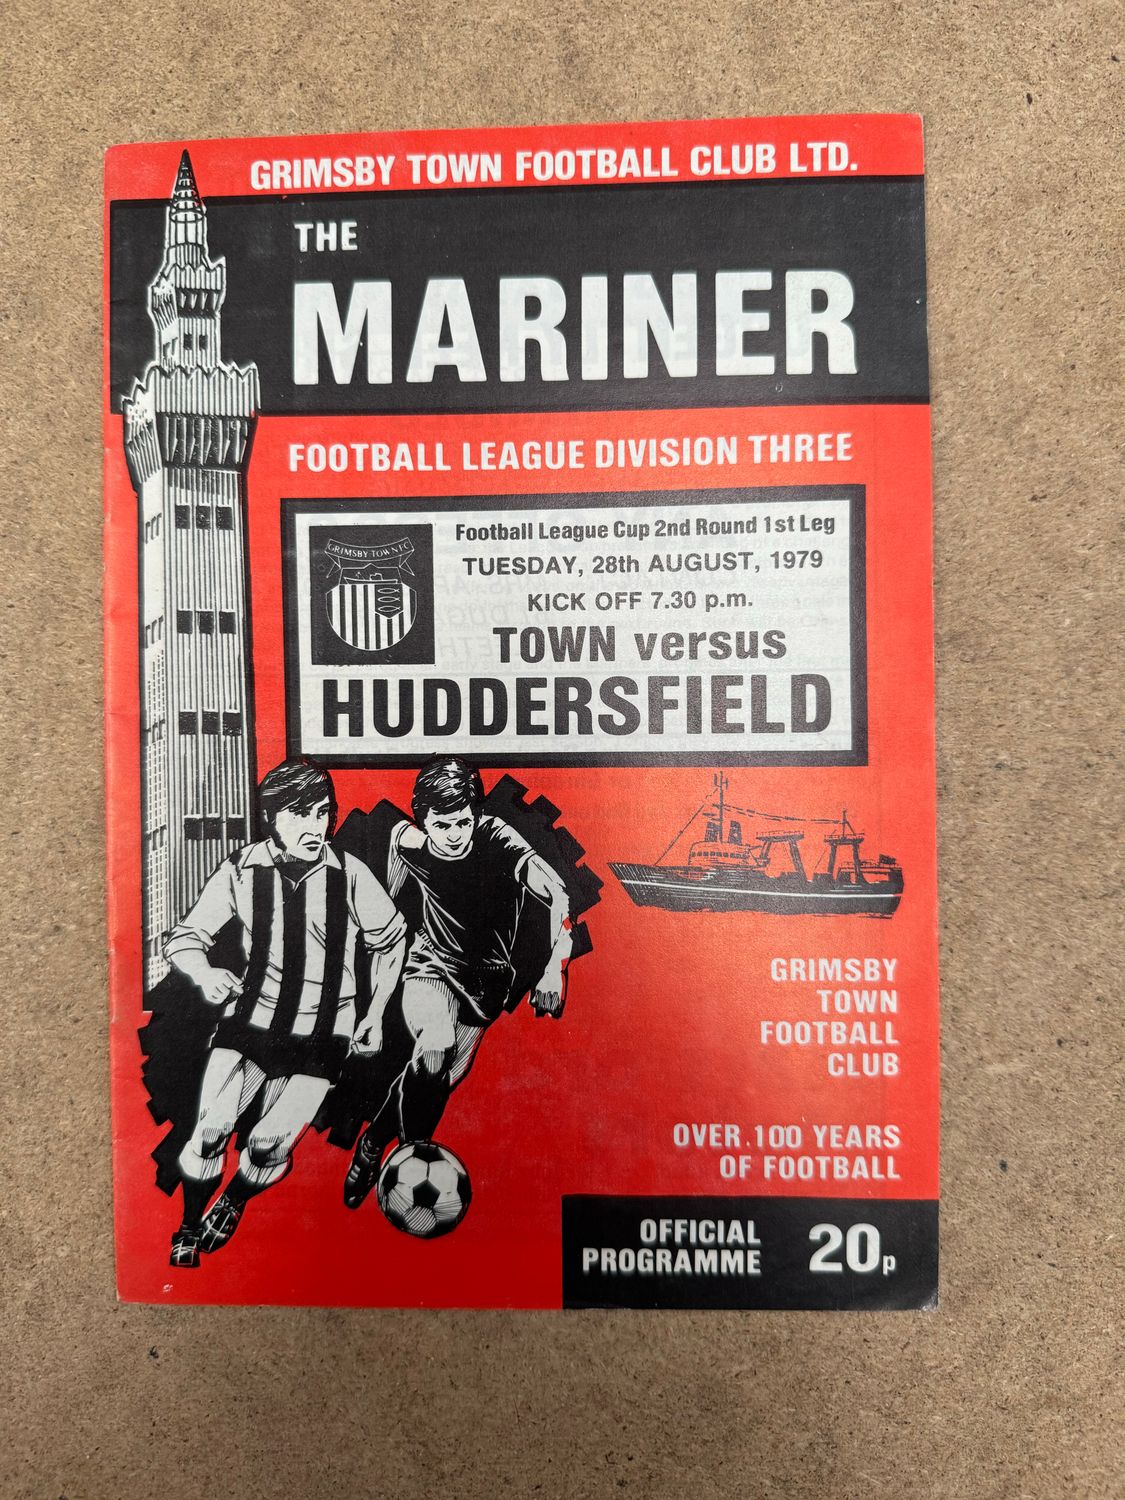 GRIMSBY TOWN FOOTBALL CLUB LTD.
THE
MARINER
FOOTBALL LEAGUE DIVISION THREE
GRIMSBY TOWN F.C.
Football League Cup 2nd Round 1st Leg
TUESDAY, 28th AUGUST, 1979
KICK OFF 7.30 p.m.
TOWN versus
HUDDERSFIELD
GRIMSBY
TOWN
FOOTBALL
CLUB
OVER 100 YEARS
OF FOOTBALL
OFFICIAL
PROGRAMME
20p